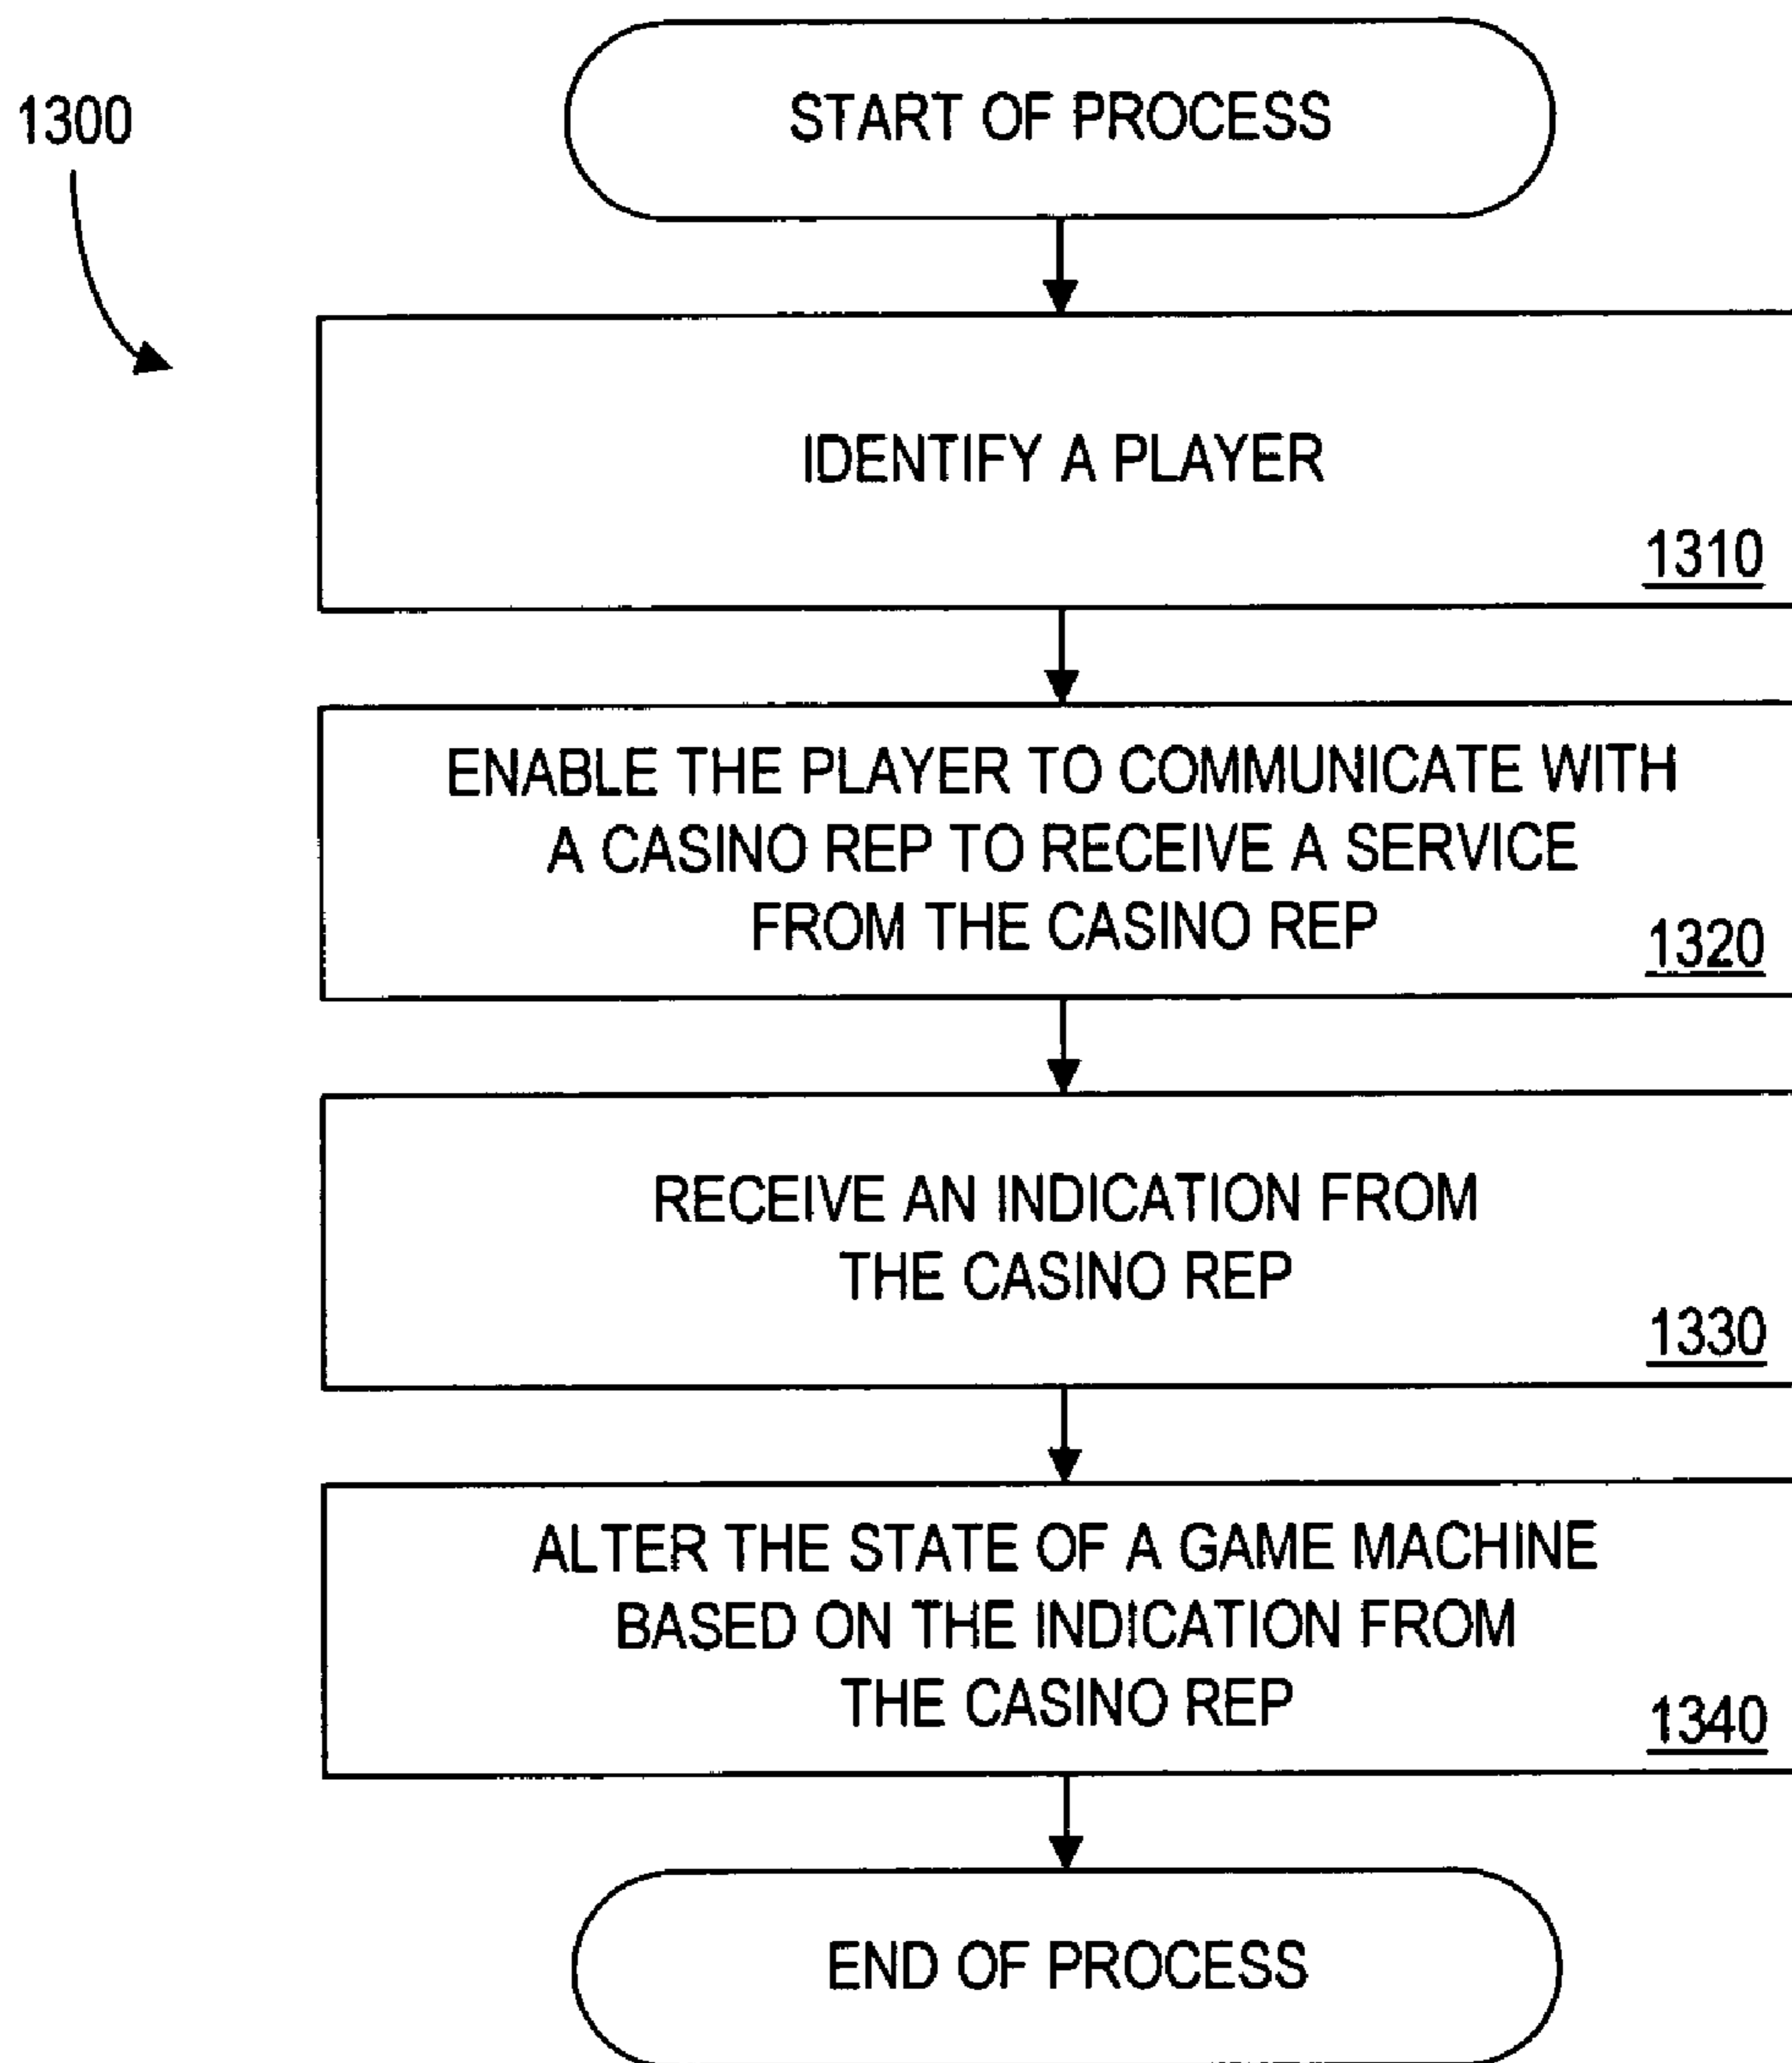 1300
START OF PROCESS
IDENTIFY A PLAYER
1310
ENABLE THE PLAYER TO COMMUNICATE WITH
A CASINO REP TO RECEIVE A SERVICE
FROM THE CASINO REP
1320
RECEIVE AN INDICATION FROM
THE CASINO REP
1330
ALTER THE STATE OF A GAME MACHINE
BASED ON THE INDICATION FROM
THE CASINO REP
1340
END OF PROCESS